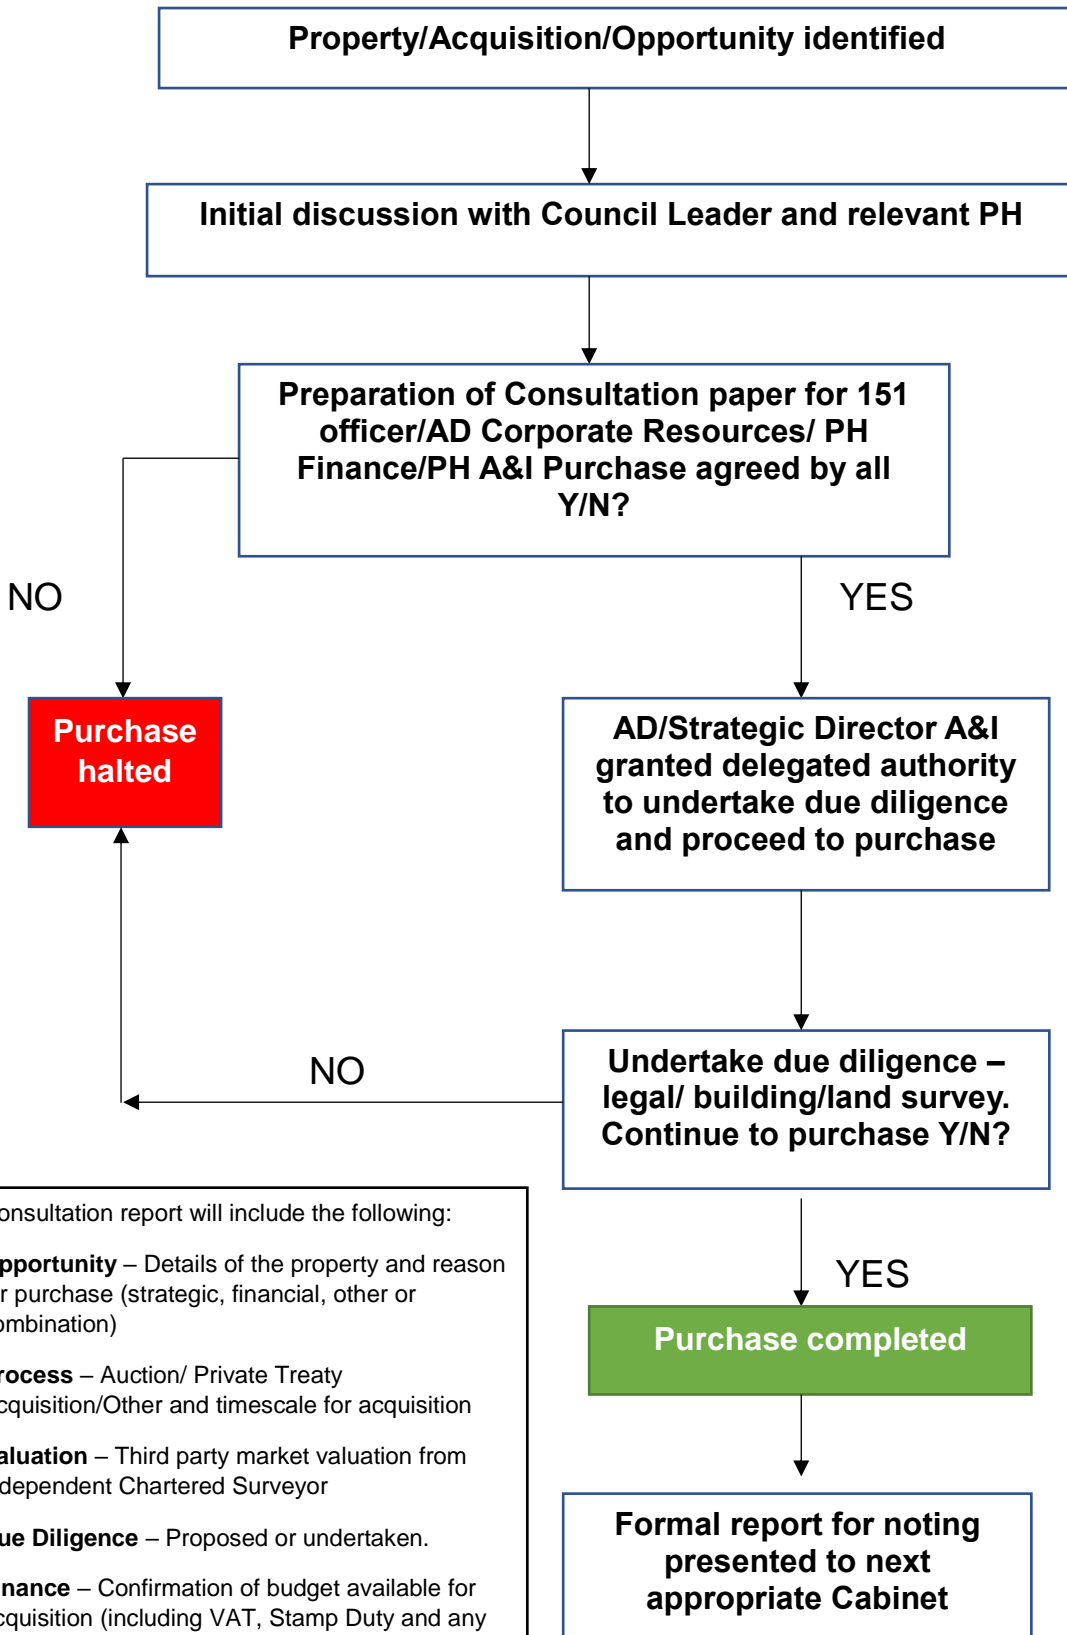 Property/Acquisition/Opportunity identified
Initial discussion with Council Leader and relevant PH
Preparation of Consultation paper for 151
officer/AD Corporate Resources/ PH
Finance/PH A&I Purchase agreed by all
Y/N?
NO
YES
Purchase
halted
AD/Strategic Director A&I
granted delegated authority
to undertake due diligence
and proceed to purchase
NO
Undertake due diligence –
legal/ building/land survey.
Continue to purchase Y/N?
YES
Purchase completed
Formal report for noting
presented to next
appropriate Cabinet
onsultation report will include the following:
pportunity – Details of the property and reason
r purchase (strategic, financial, other or
ombination)
rocess – Auction/ Private Treaty
cquisition/Other and timescale for acquisition
aluation – Third party market valuation from
dependent Chartered Surveyor
ue Diligence – Proposed or undertaken.
nance – Confirmation of budget available for
cquisition (including VAT, Stamp Duty and any